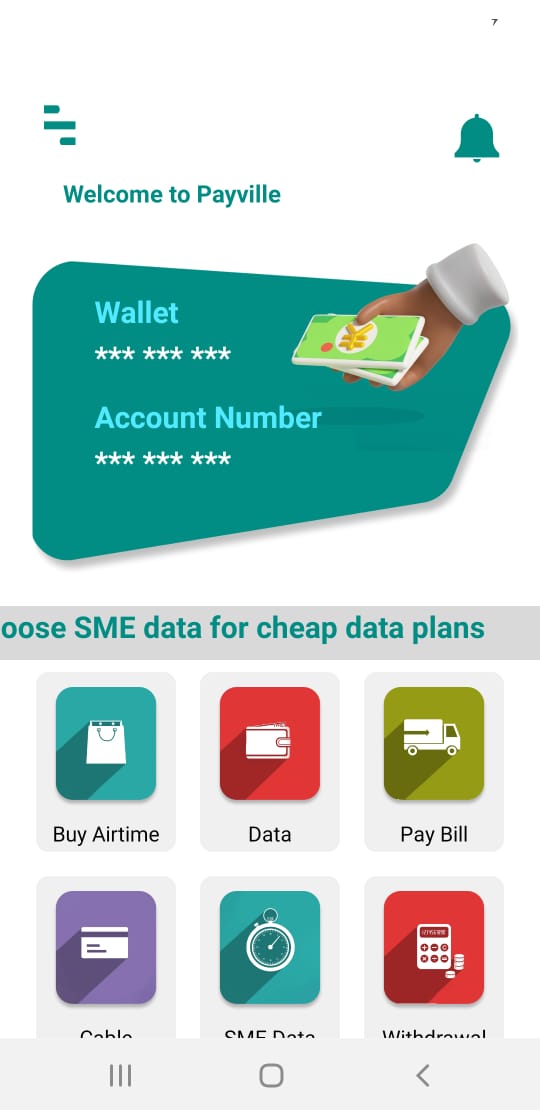 Welcome to Payville
Wallet
*** *** ***
Account Number
*** *** ***
oose SME data for cheap data plans
Buy Airtime
Data
Pay Bill
Cable
SME Data
Withdrawal